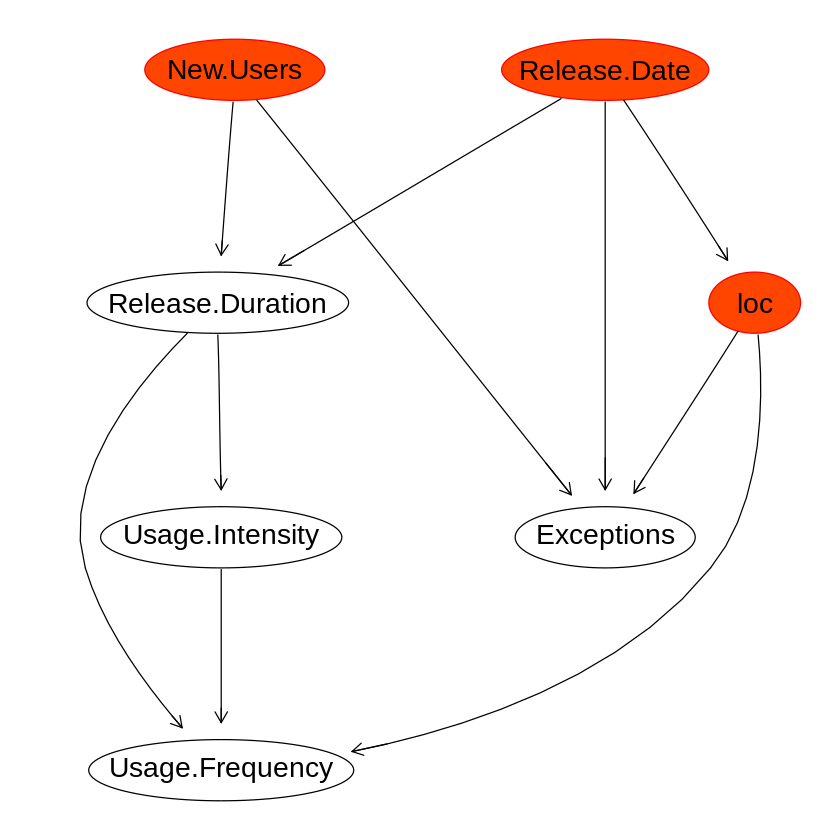 New.Users
Release.Date
Release.Duration
loc
Usage.Intensity
Exceptions
Usage.Frequency